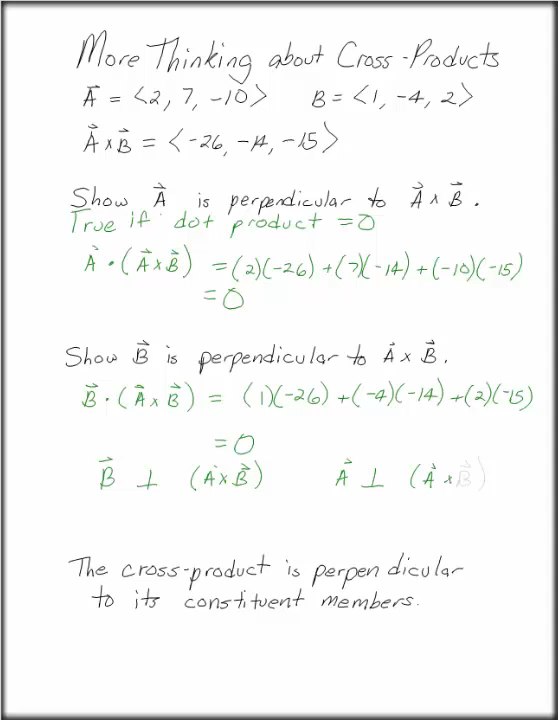 More Thinking about Cross-Products
A⃗ = <2, 7, -10> B = <1, -4, 2>
A⃗ x B⃗ = <-26, -14, -15>
Show A⃗ is perpendicular to A⃗ x B⃗.
True if dot product = 0
A⃗ · (A⃗ x B⃗) = (2)(-26) + (7)(-14) + (-10)(-15)
= 0
Show B⃗ is perpendicular to A⃗ x B⃗.
B⃗ · (A⃗ x B⃗) = (1)(-26) + (-4)(-14) + (2)(-15)
= 0
B⃗ ⊥ (A⃗ x B⃗) A⃗ ⊥ (A⃗ x B⃗)
The cross-product is perpendicular
to its constituent members.